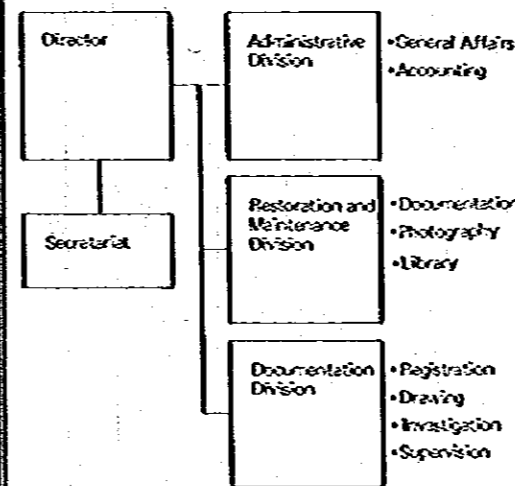 Director
Administrative
Division
•General Affairs
•Accounting
Secretariat
Restoration and
Maintenance
Division
•Documentation
•Photography
•Library
Documentation
Division
•Registration
•Drawing
•Investigation
•Supervision